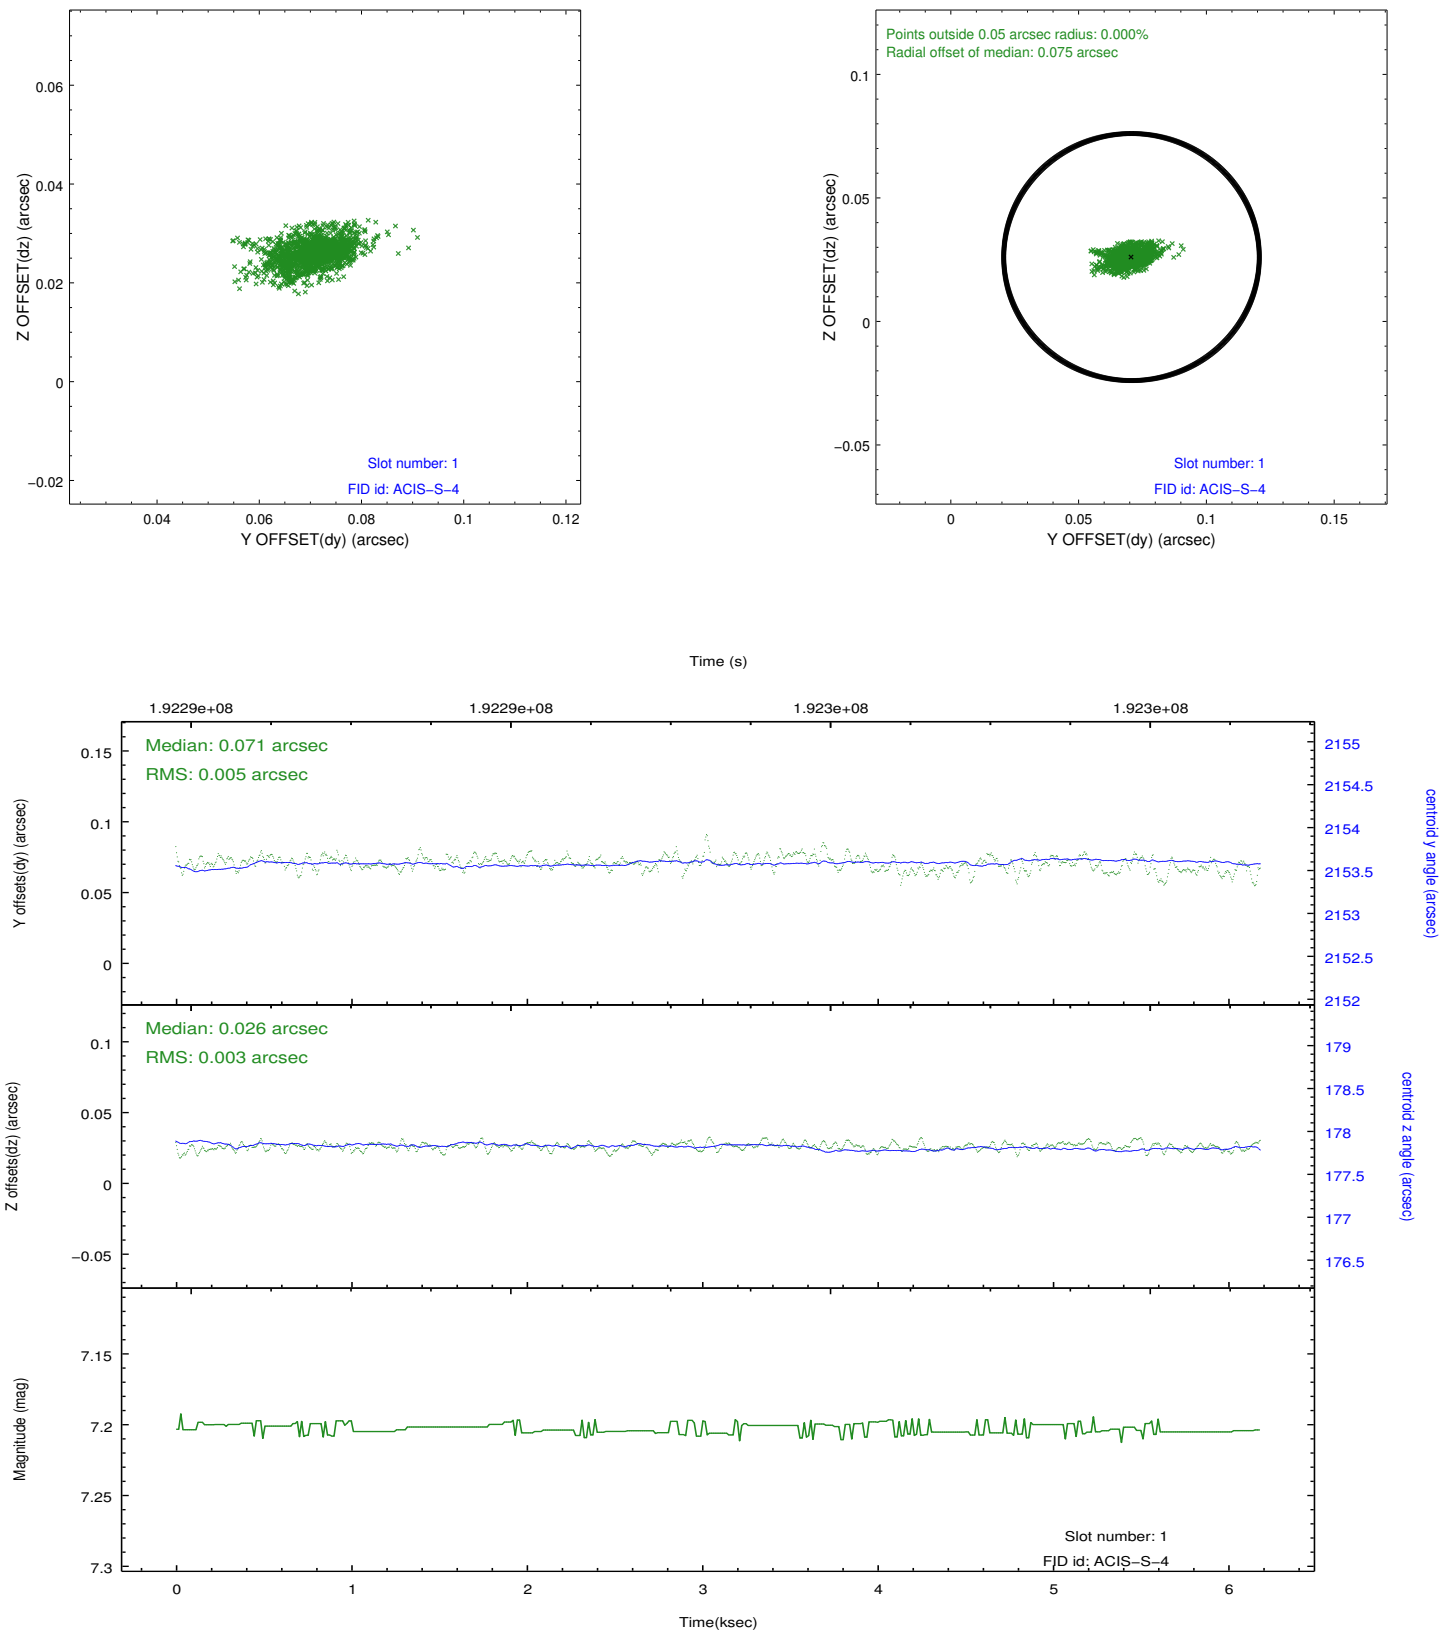 0.06
0.04
0.02
0
−0.02
Z OFFSET(dz) (arcsec)
Slot number: 1
FID id: ACIS−S−4
0.04 0.06 0.08 0.1 0.12
Y OFFSET(dy) (arcsec)
Points outside 0.05 arcsec radius: 0.000%
Radial offset of median: 0.075 arcsec
0.1
0.05
0
−0.05
Z OFFSET(dz) (arcsec)
Slot number: 1
FID id: ACIS−S−4
0 0.05 0.1 0.15
Y OFFSET(dy) (arcsec)
Time (s)
1.9229e+08 1.9229e+08 1.923e+08 1.923e+08
Median: 0.071 arcsec
RMS: 0.005 arcsec
0.15
0.1
0.05
0
Y offsets(dy) (arcsec)
2155
2154.5
2154
2153.5
2153
2152.5
2152
centroid y angle (arcsec)
Median: 0.026 arcsec
RMS: 0.003 arcsec
0.1
0.05
0
−0.05
Z offsets(dz) (arcsec)
179
178.5
178
177.5
177
176.5
centroid z angle (arcsec)
7.15
7.2
7.25
7.3
Magnitude (mag)
Slot number: 1
FID id: ACIS−S−4
0 1 2 3 4 5 6
Time(ksec)